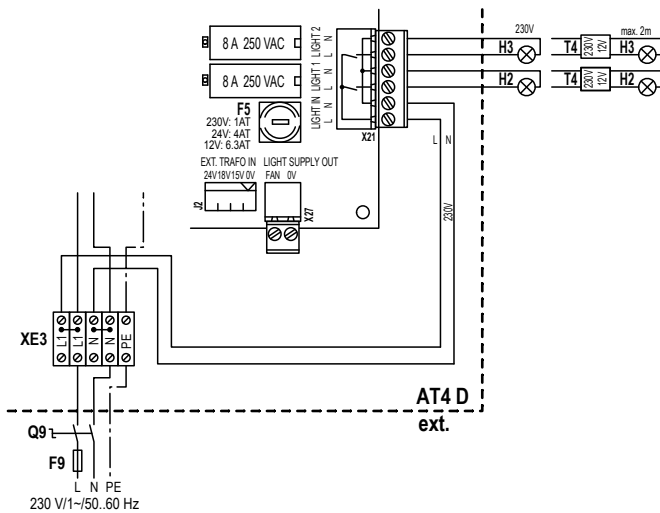 8 A 250 VAC
8 A 250 VAC
LIGHT 2
N
L
LIGHT 1
N
L
LIGHT IN
N
L
F5
230V: 1AT
24V: 4AT
12V: 6.3AT
X21
230V
H3
T4
230V
12V
max. 2m
H3
H2
T4
230V
12V
H2
EXT. TRAFO IN
24V 18V 15V 0V
J2
LIGHT SUPPLY OUT
FAN 0V
X27
L
N
230V
XE3
L1
L1
N
N
PE
AT4 D
ext.
Q9
F9
L N PE
230 V/1~/50..60 Hz